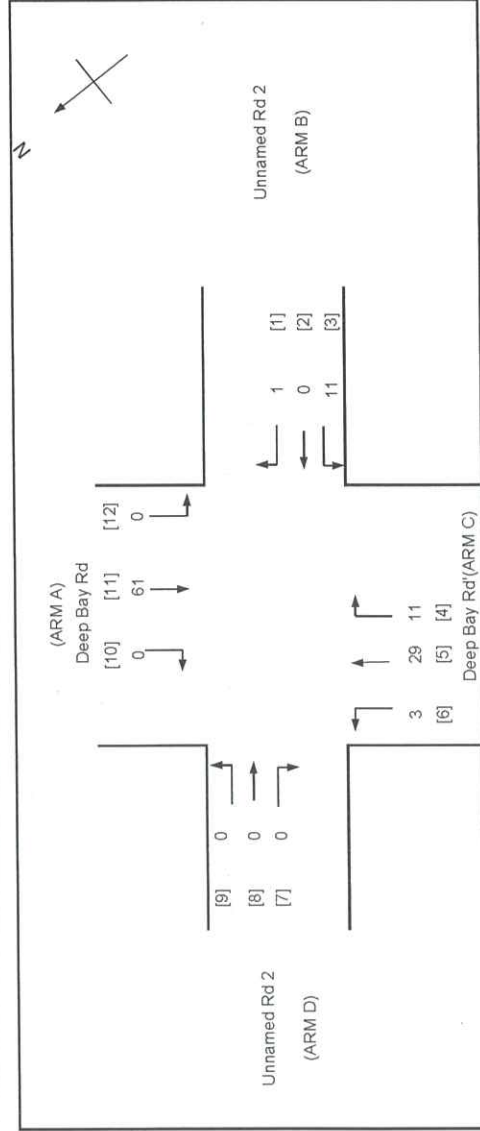 N
(ARM A)
Deep Bay Rd
[10] [11] [12]
0 61 0
Unnamed Rd 2
(ARM B)
1 [1]
0 [2]
11 [3]
[9] 0
[8] 0
[7] 0
Unnamed Rd 2
(ARM D)
3 29 11
[6] [5] [4]
Deep Bay Rd'(ARM C)